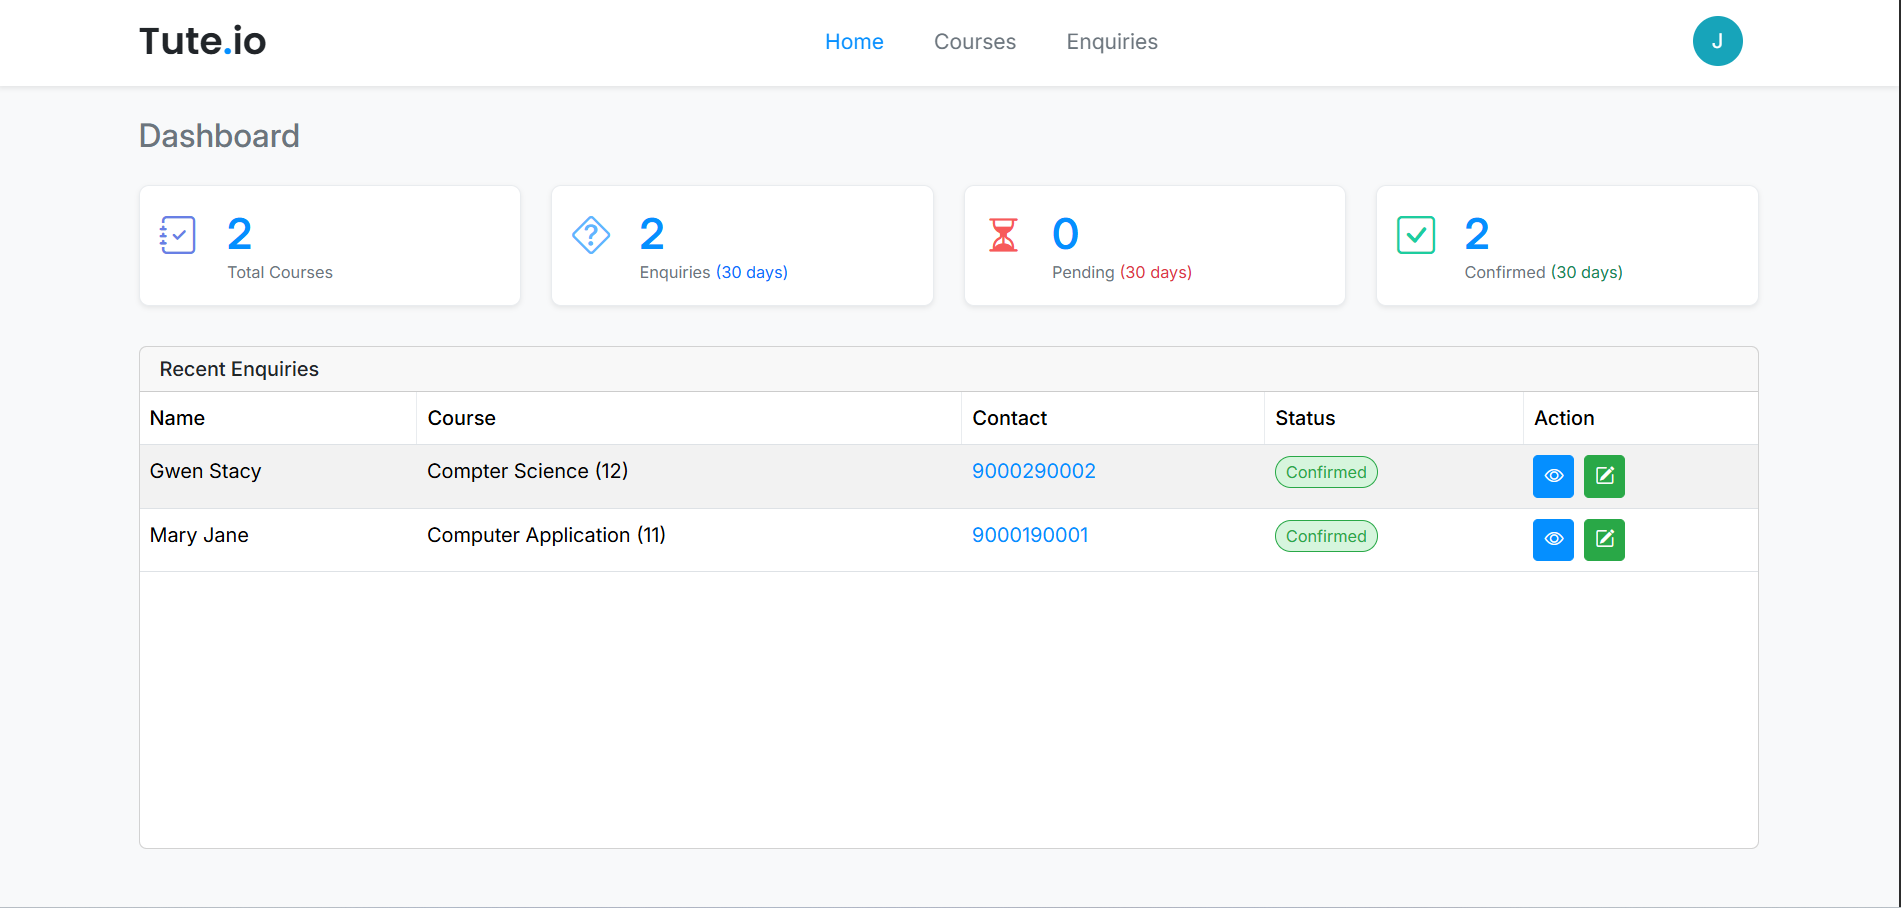 Tute.io
Home Courses Enquiries
J
Dashboard
2
Total Courses
2
Enquiries (30 days)
0
Pending (30 days)
2
Confirmed (30 days)
Recent Enquiries
Name Course Contact Status Action
Gwen Stacy Compter Science (12) 9000290002 Confirmed
Mary Jane Computer Application (11) 9000190001 Confirmed